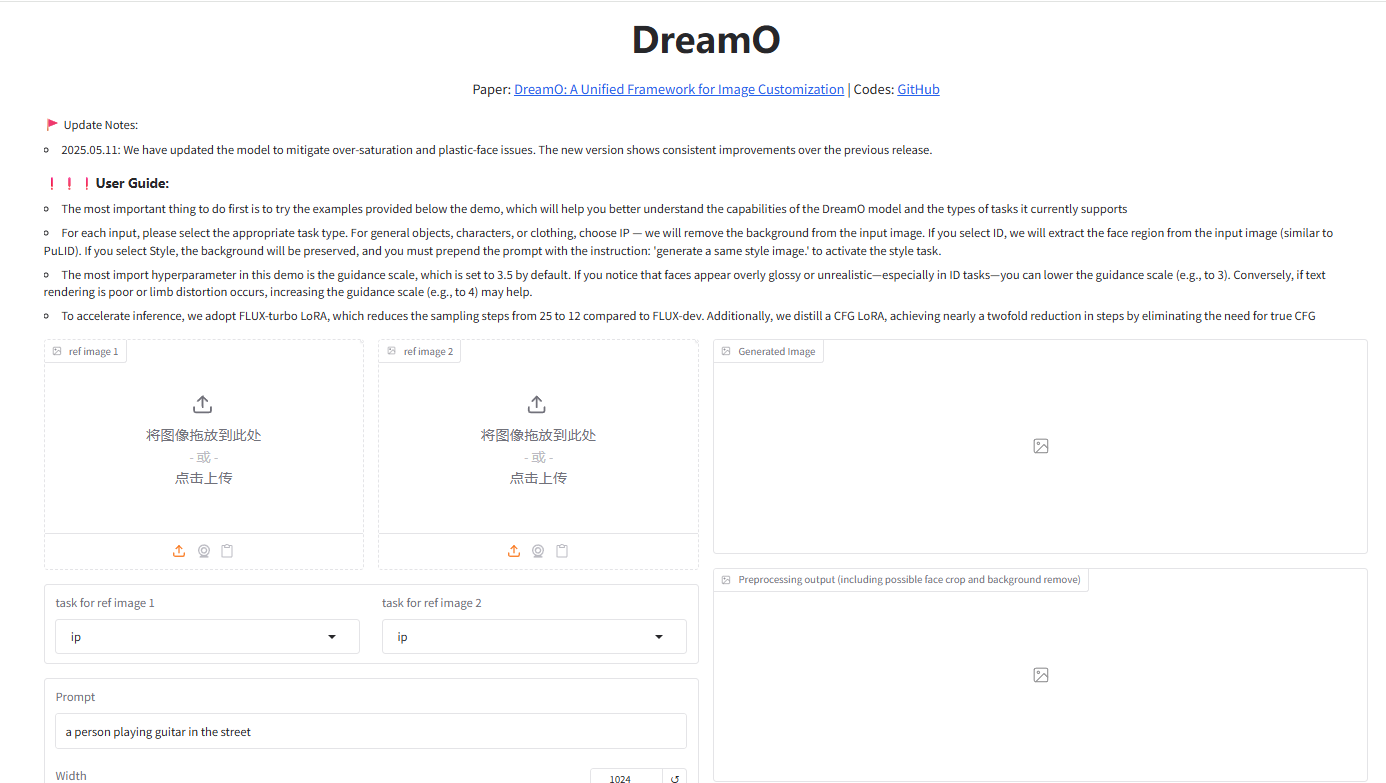 DreamO
Paper: DreamO: A Unified Framework for Image Customization | Codes: GitHub
🚩 Update Notes:
2025.05.11: We have updated the model to mitigate over-saturation and plastic-face issues. The new version shows consistent improvements over the previous release.
❗❗❗User Guide:
The most important thing to do first is to try the examples provided below the demo, which will help you better understand the capabilities of the DreamO model and the types of tasks it currently supports
For each input, please select the appropriate task type. For general objects, characters, or clothing, choose IP — we will remove the background from the input image. If you select ID, we will extract the face region from the input image (similar to
PuLID). If you select Style, the background will be preserved, and you must prepend the prompt with the instruction: 'generate a same style image.' to activate the style task.
The most import hyperparameter in this demo is the guidance scale, which is set to 3.5 by default. If you notice that faces appear overly glossy or unrealistic—especially in ID tasks—you can lower the guidance scale (e.g., to 3). Conversely, if text
rendering is poor or limb distortion occurs, increasing the guidance scale (e.g., to 4) may help.
To accelerate inference, we adopt FLUX-turbo LoRA, which reduces the sampling steps from 25 to 12 compared to FLUX-dev. Additionally, we distill a CFG LoRA, achieving nearly a twofold reduction in steps by eliminating the need for true CFG
ref image 1
将图像拖放到此处
- 或 -
点击上传
ref image 2
将图像拖放到此处
- 或 -
点击上传
Generated Image
task for ref image 1
ip
task for ref image 2
ip
Preprocessing output (including possible face crop and background remove)
Prompt
a person playing guitar in the street
Width
1024